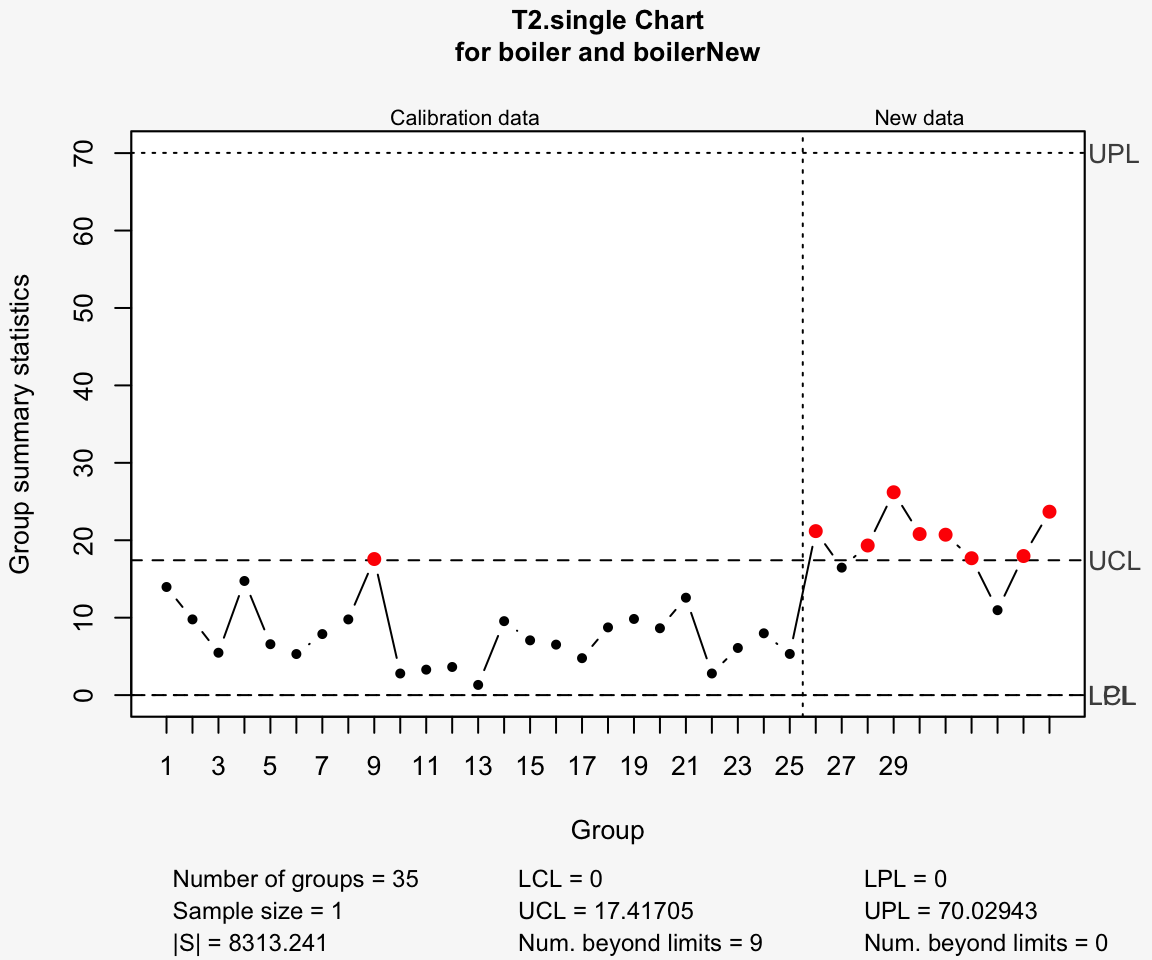 T2.single Chart
for boiler and boilerNew
Calibration data New data
70
60
50
40
30
20
10
0
Group summary statistics
UPL
UCL
LCL
LPL
1 3 5 7 9 11 13 15 17 19 21 23 25 27 29
Group
Number of groups = 35 LCL = 0 LPL = 0
Sample size = 1 UCL = 17.41705 UPL = 70.02943
|S| = 8313.241 Num. beyond limits = 9 Num. beyond limits = 0